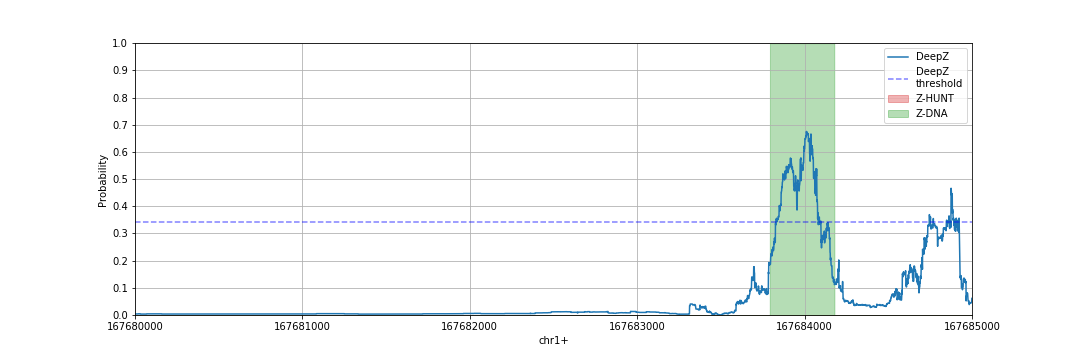 1.0
0.9
0.8
0.7
0.6
0.5
0.4
0.3
0.2
0.1
0.0
Probability
167680000
167681000
167682000
167683000
167684000
167685000
chr1+
DeepZ
DeepZ
threshold
Z-HUNT
Z-DNA